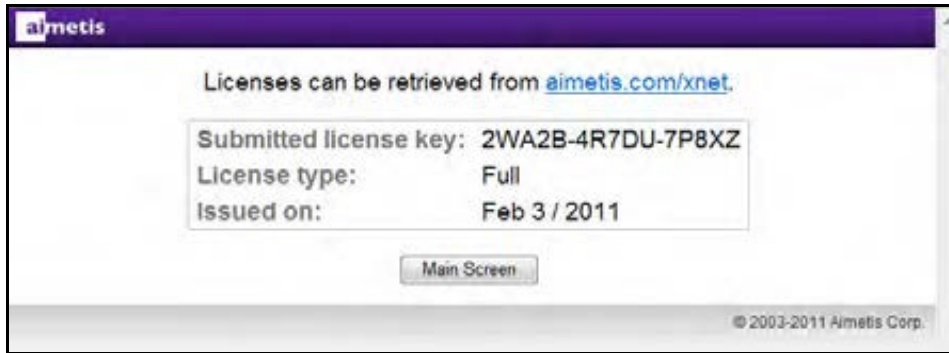 aimetis
Licenses can be retrieved from aimetis.com/xnet.
Submitted license key: 2WA2B-4R7DU-7P8XZ
License type: Full
Issued on: Feb 3 / 2011
Main Screen
© 2003-2011 Aimetis Corp.